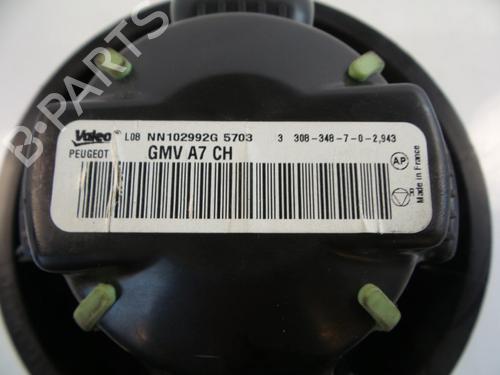 Valeo L08 NN102992G 5703 3 308-348-7-0-2,943
PEUGEOT GMV A7 CH
AP
8
Made in France
B-PARTS